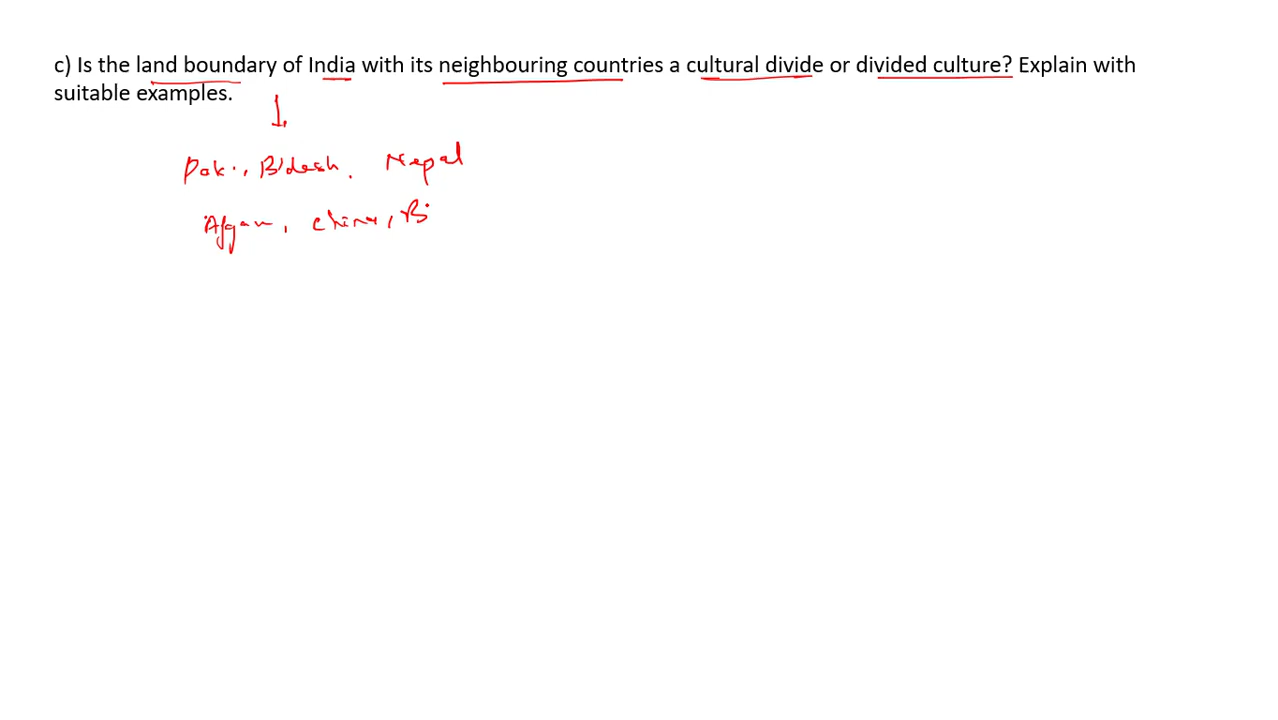 c) Is the land boundary of India with its neighbouring countries a cultural divide or divided culture? Explain with
suitable examples.
Pak., B'desh. Nepal
Afgan, China, B